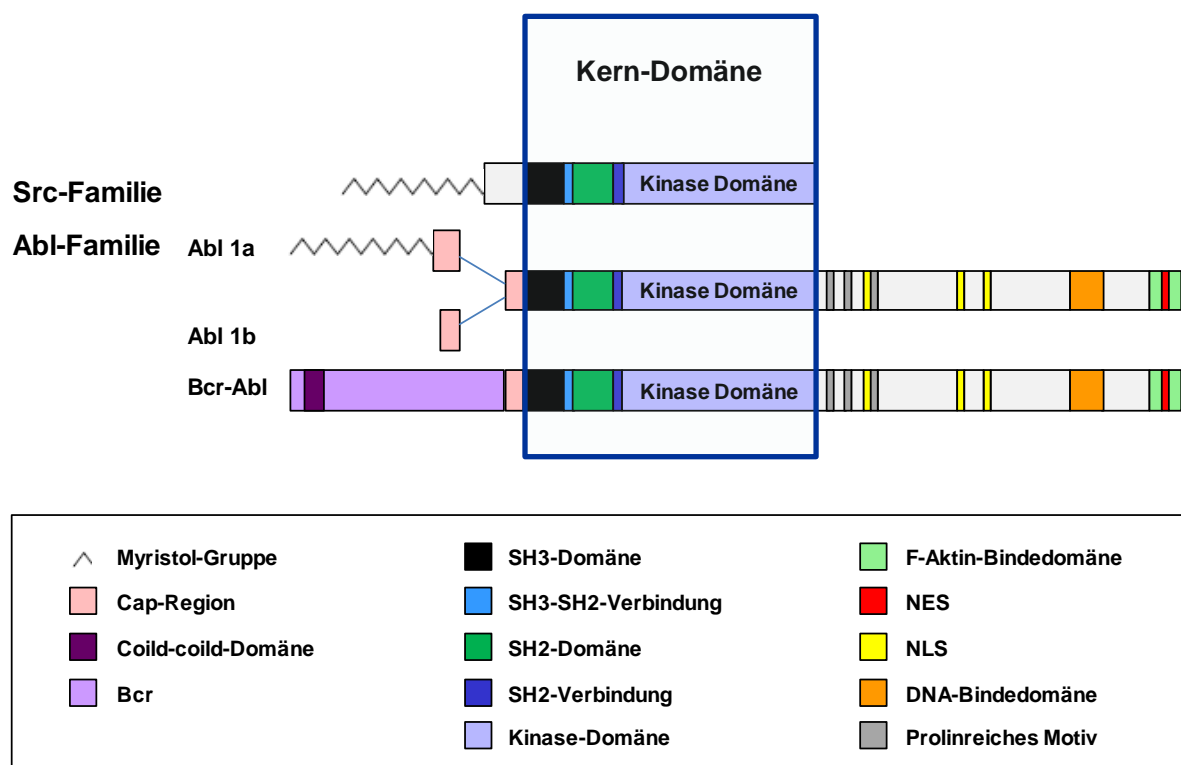 Kern-Domäne
Src-Familie
Kinase Domäne
Abl-Familie
Abl 1a
Kinase Domäne
Abl 1b
Bcr-Abl
Kinase Domäne
Myristol-Gruppe
Cap-Region
Coild-coild-Domäne
Bcr
SH3-Domäne
SH3-SH2-Verbindung
SH2-Domäne
SH2-Verbindung
Kinase-Domäne
F-Aktin-Bindedomäne
NES
NLS
DNA-Bindedomäne
Prolinreiches Motiv